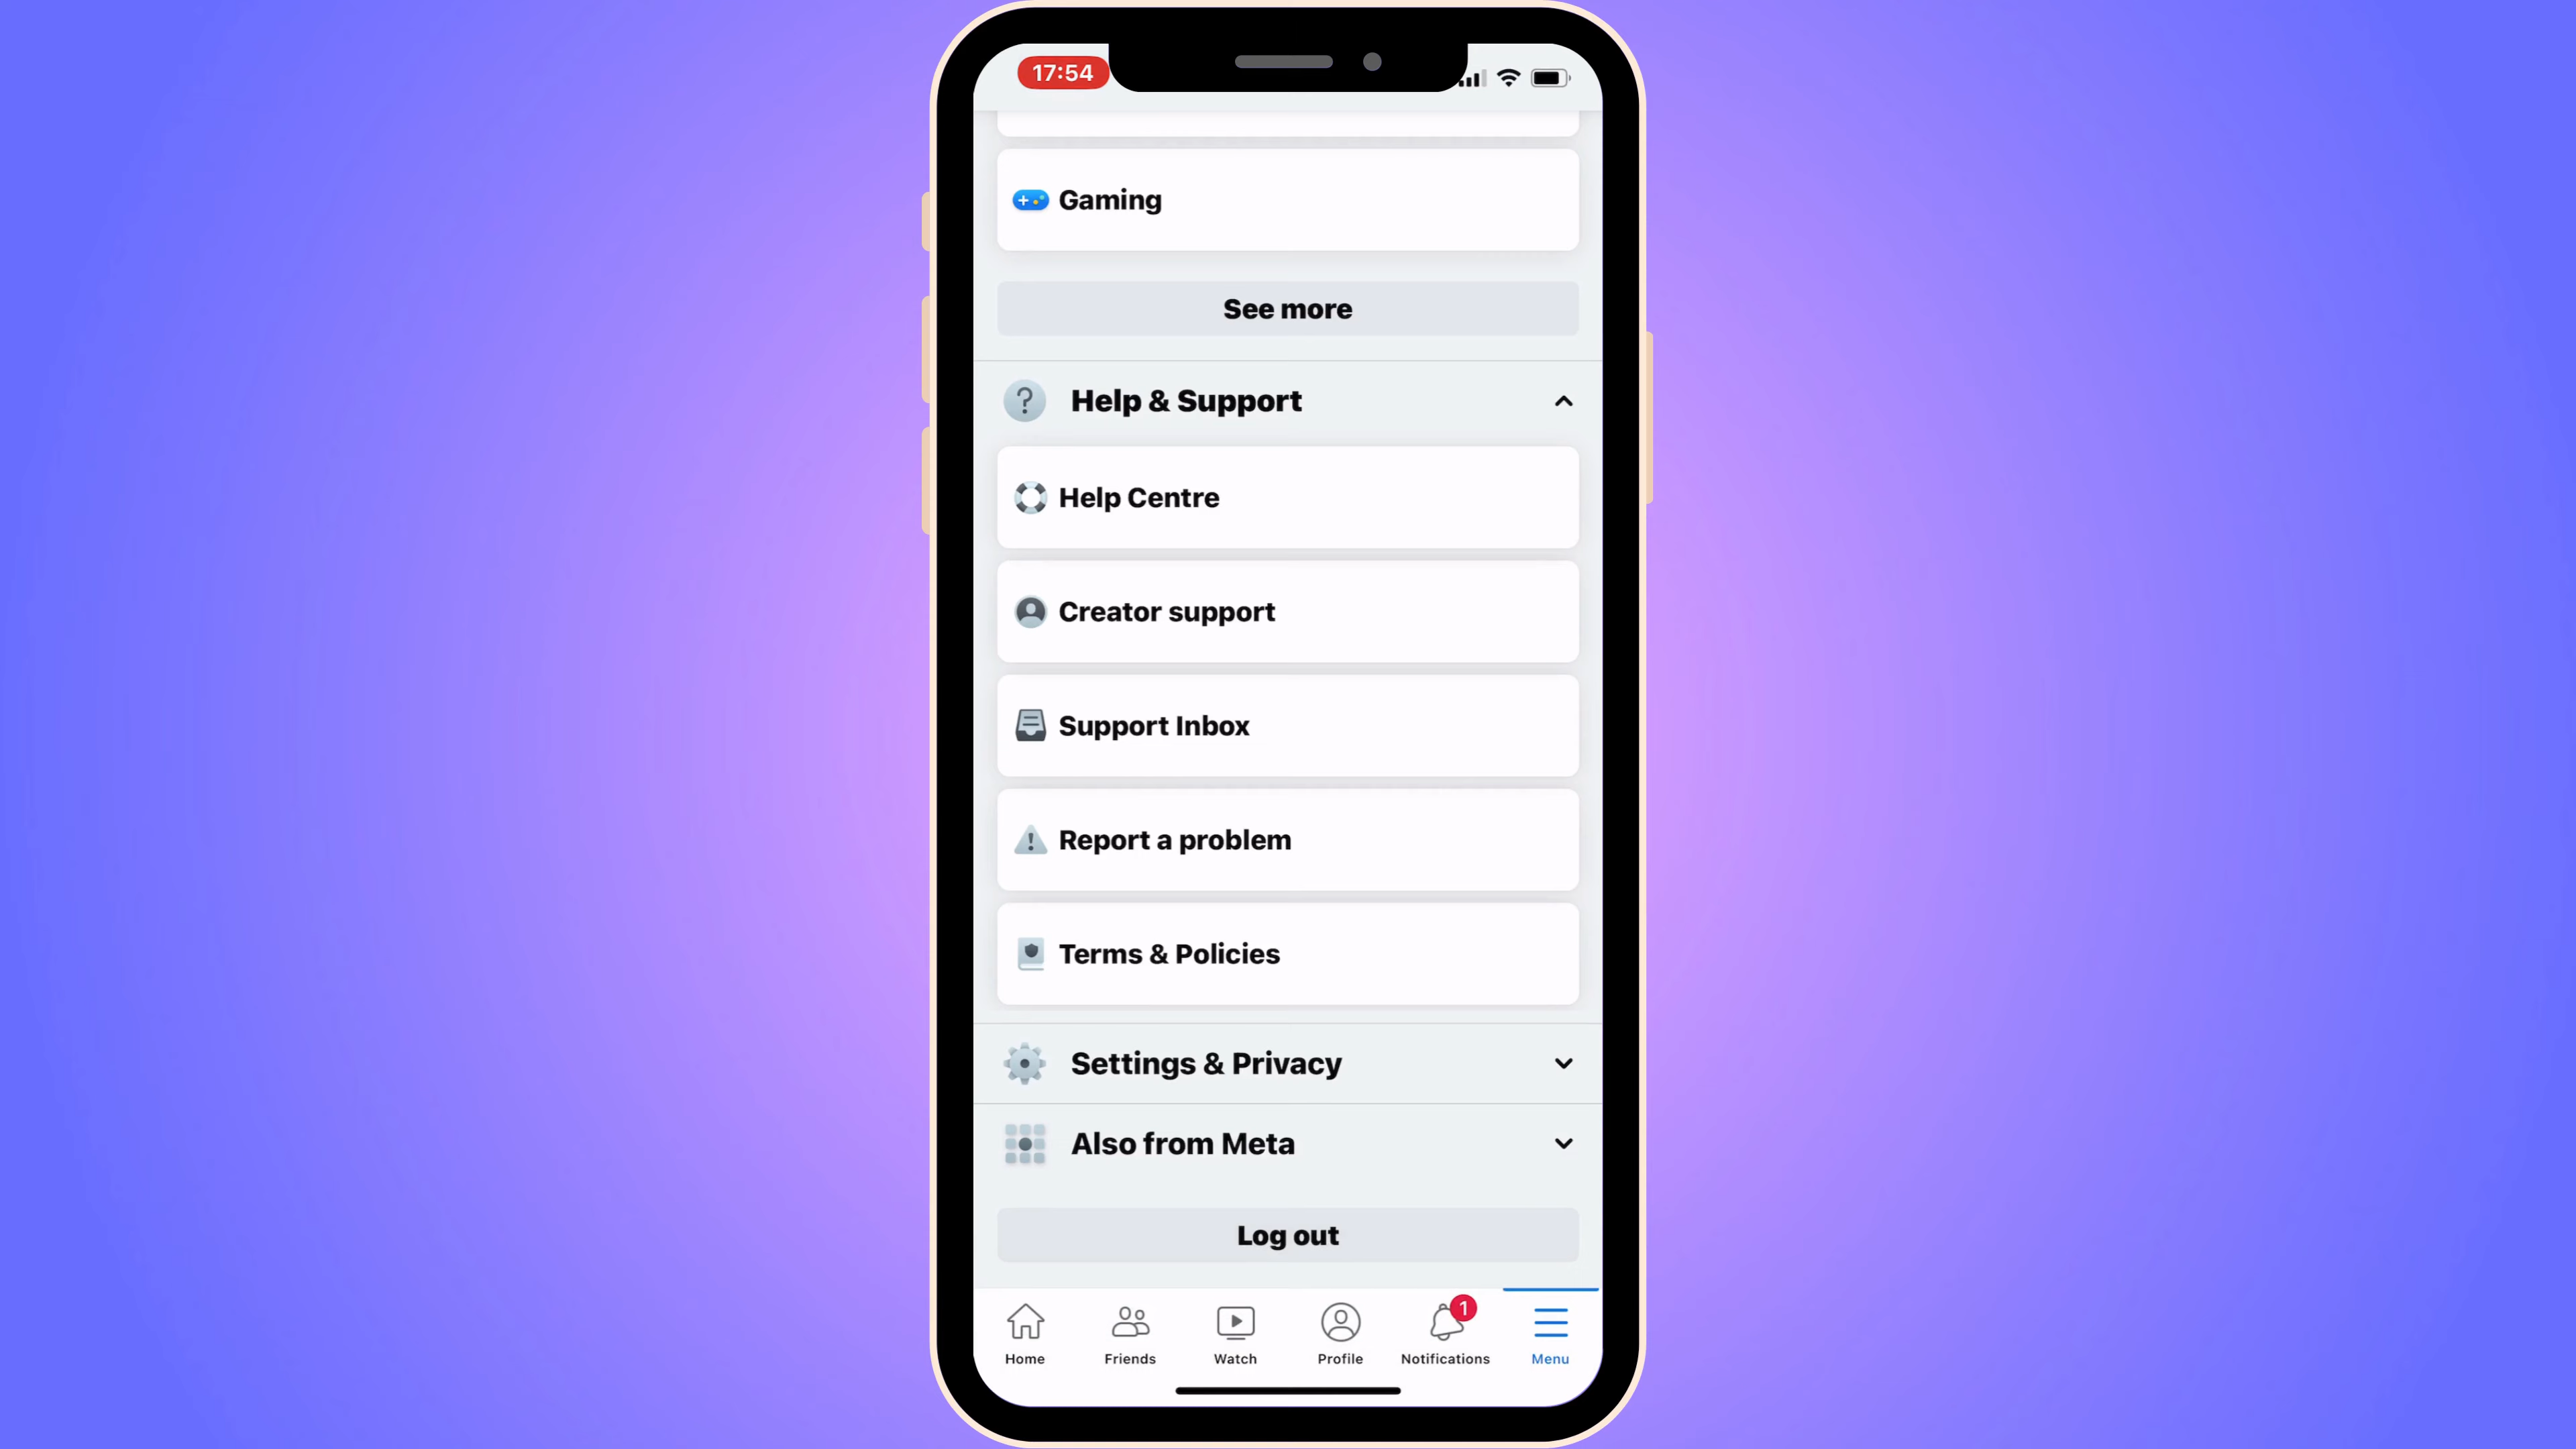 17:54
Gaming
See more
Help & Support
Help Centre
Creator support
Support Inbox
Report a problem
Terms & Policies
Settings & Privacy
Also from Meta
Log out
1
Home Friends Watch Profile Notifications Menu